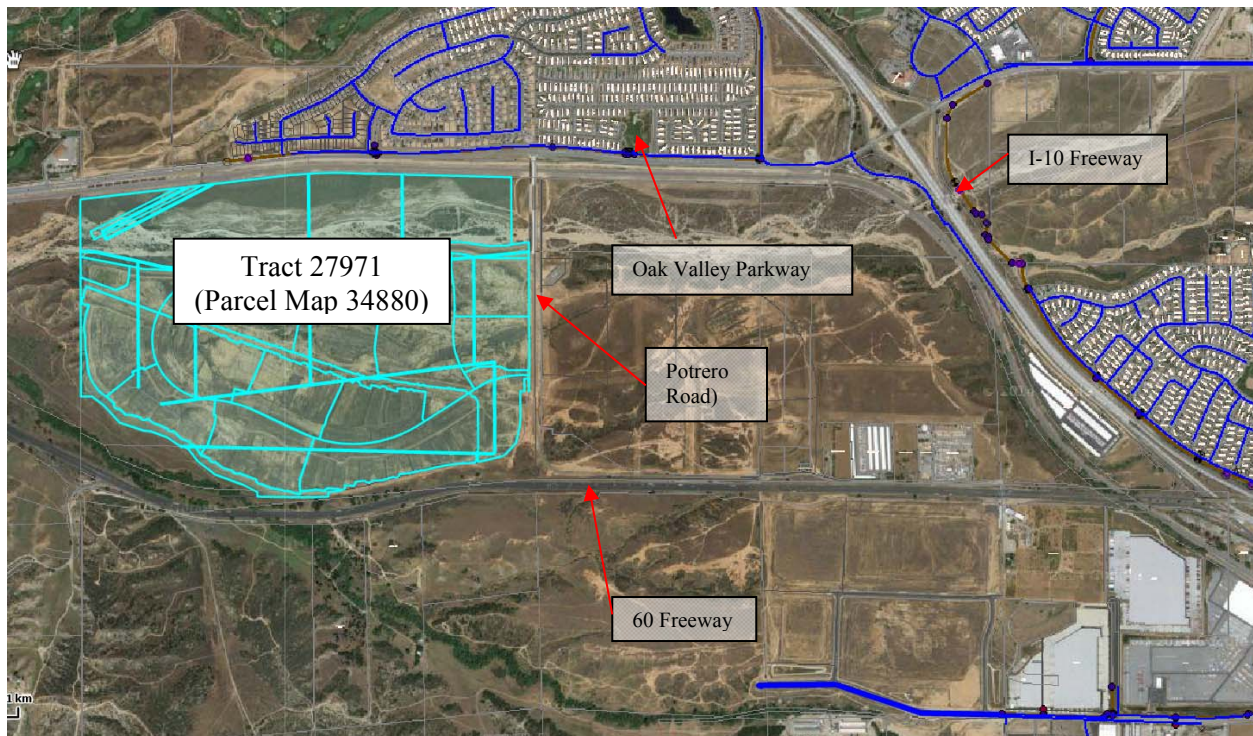 I-10 Freeway
Tract 27971
(Parcel Map 34880)
Oak Valley Parkway
Potrero
Road)
60 Freeway
1 km